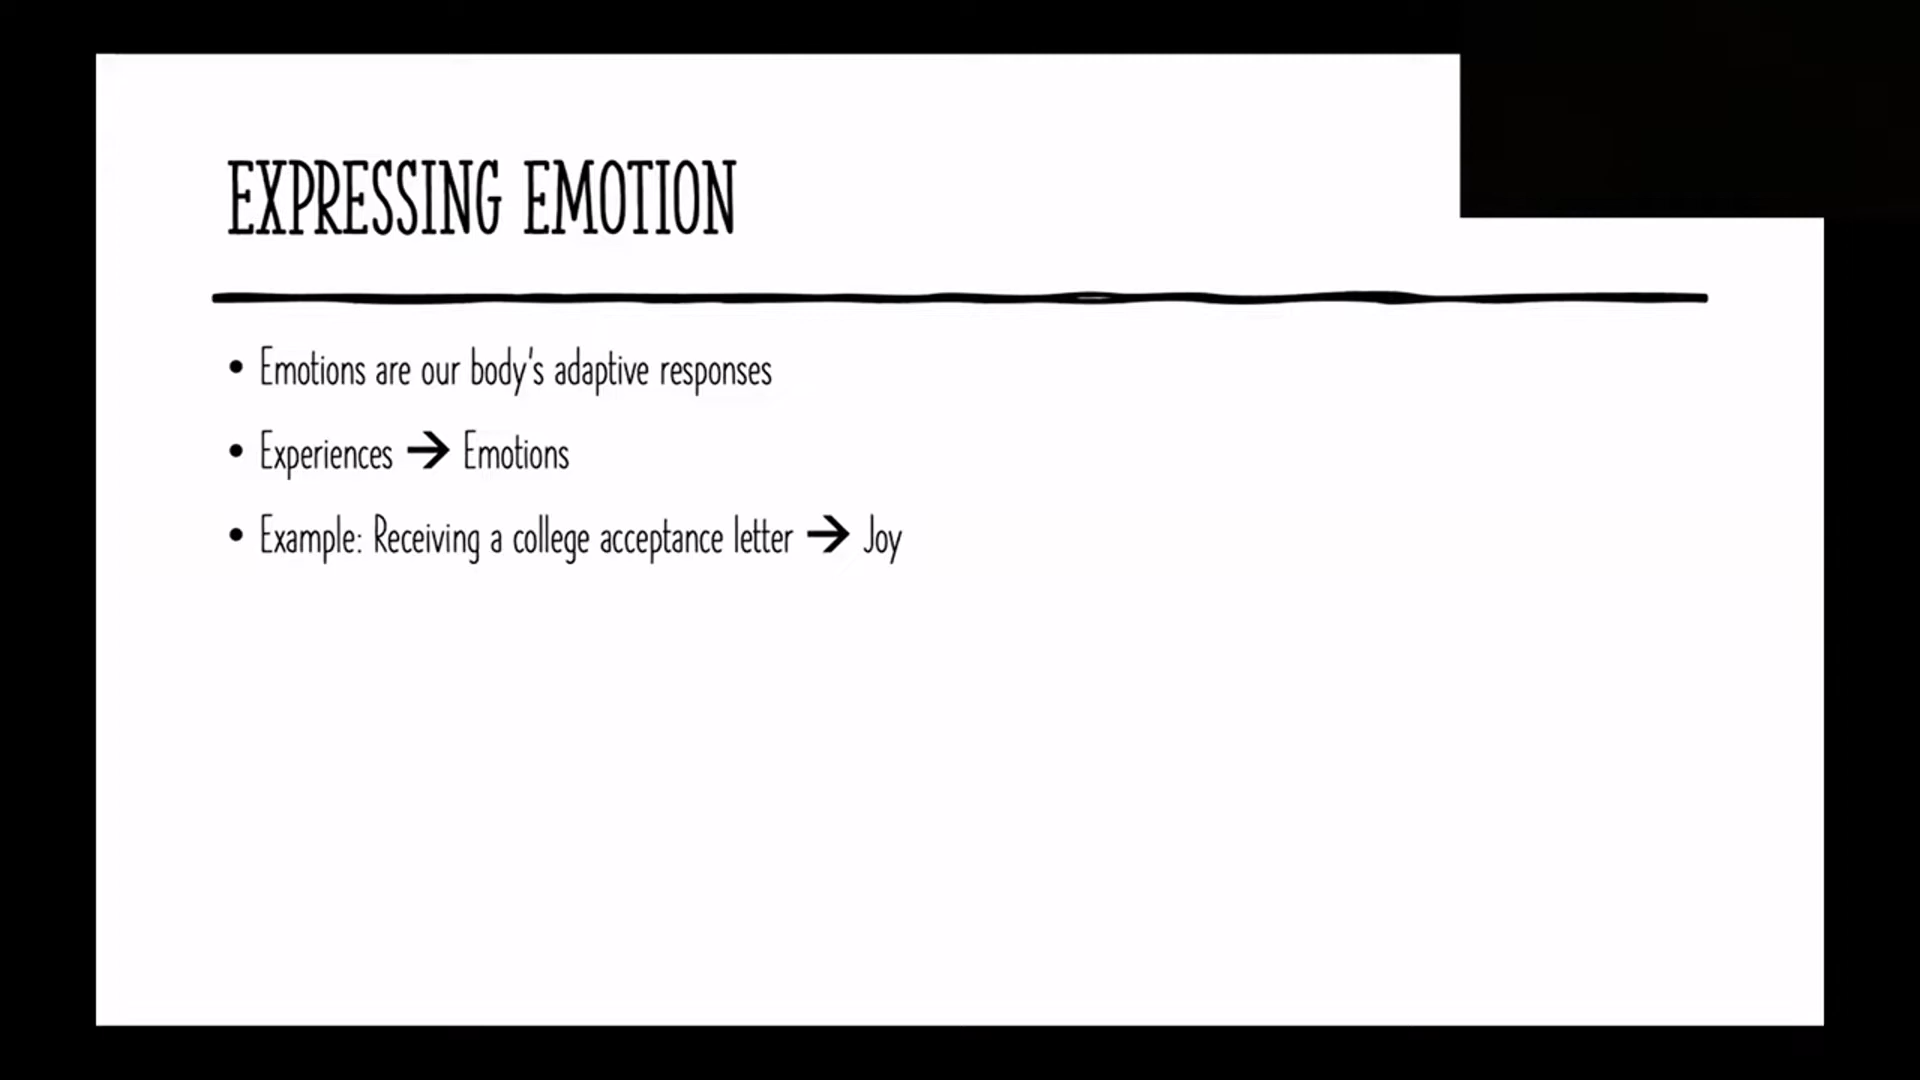 EXPRESSING EMOTION
• Emotions are our body's adaptive responses
• Experiences → Emotions
• Example: Receiving a college acceptance letter → Joy